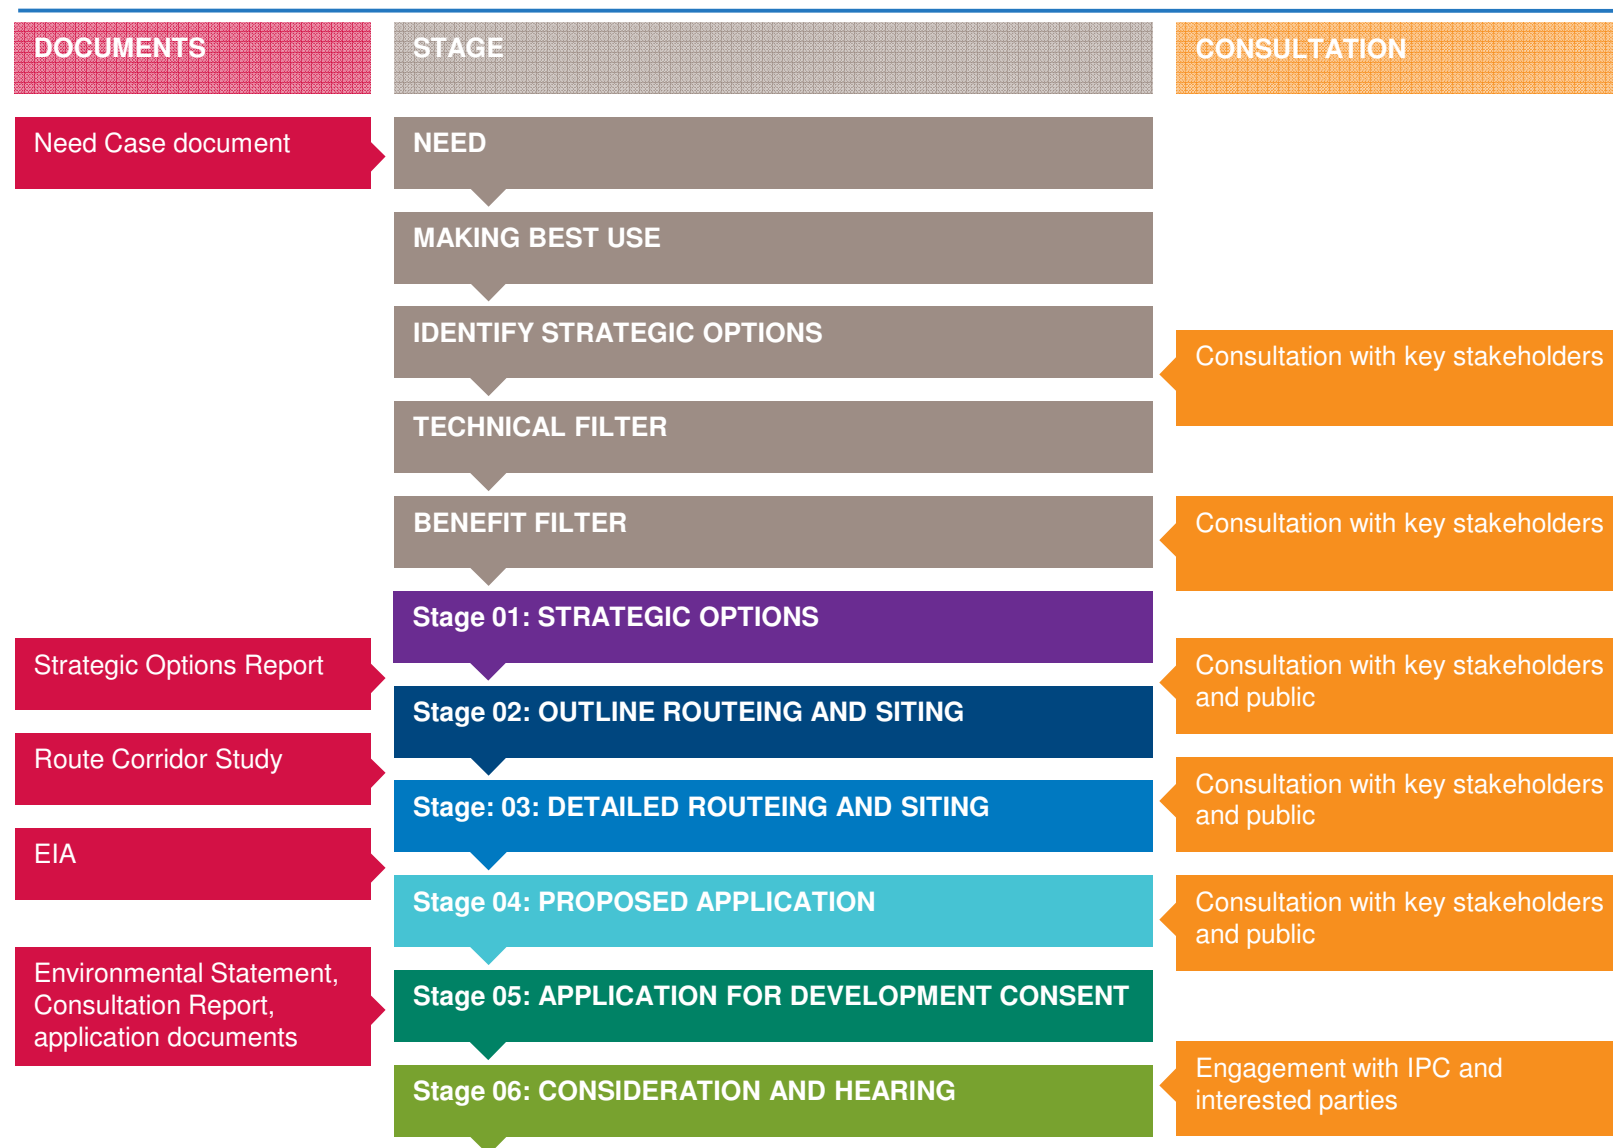 DOCUMENTS
STAGE
CONSULTATION
Need Case document
NEED
MAKING BEST USE
IDENTIFY STRATEGIC OPTIONS
Consultation with key stakeholders
TECHNICAL FILTER
BENEFIT FILTER
Consultation with key stakeholders
Stage 01: STRATEGIC OPTIONS
Strategic Options Report
Consultation with key stakeholders
and public
Stage 02: OUTLINE ROUTEING AND SITING
Route Corridor Study
Consultation with key stakeholders
and public
Stage: 03: DETAILED ROUTEING AND SITING
EIA
Stage 04: PROPOSED APPLICATION
Consultation with key stakeholders
and public
Environmental Statement,
Consultation Report,
application documents
Stage 05: APPLICATION FOR DEVELOPMENT CONSENT
Stage 06: CONSIDERATION AND HEARING
Engagement with IPC and
interested parties